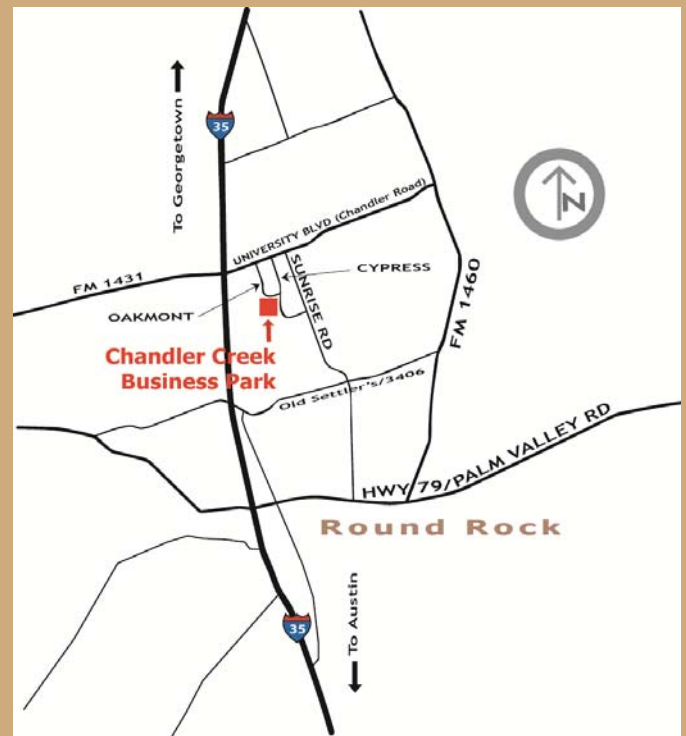 To Georgetown
35
N
UNIVERSITY BLVD (Chandler Road)
FM 1431
CYPRESS
SUNRISE RD
OAKMONT
FM 1460
Chandler Creek
Business Park
Old Settler's/3406
HWY 79/PALM VALLEY RD
Round Rock
35
To Austin